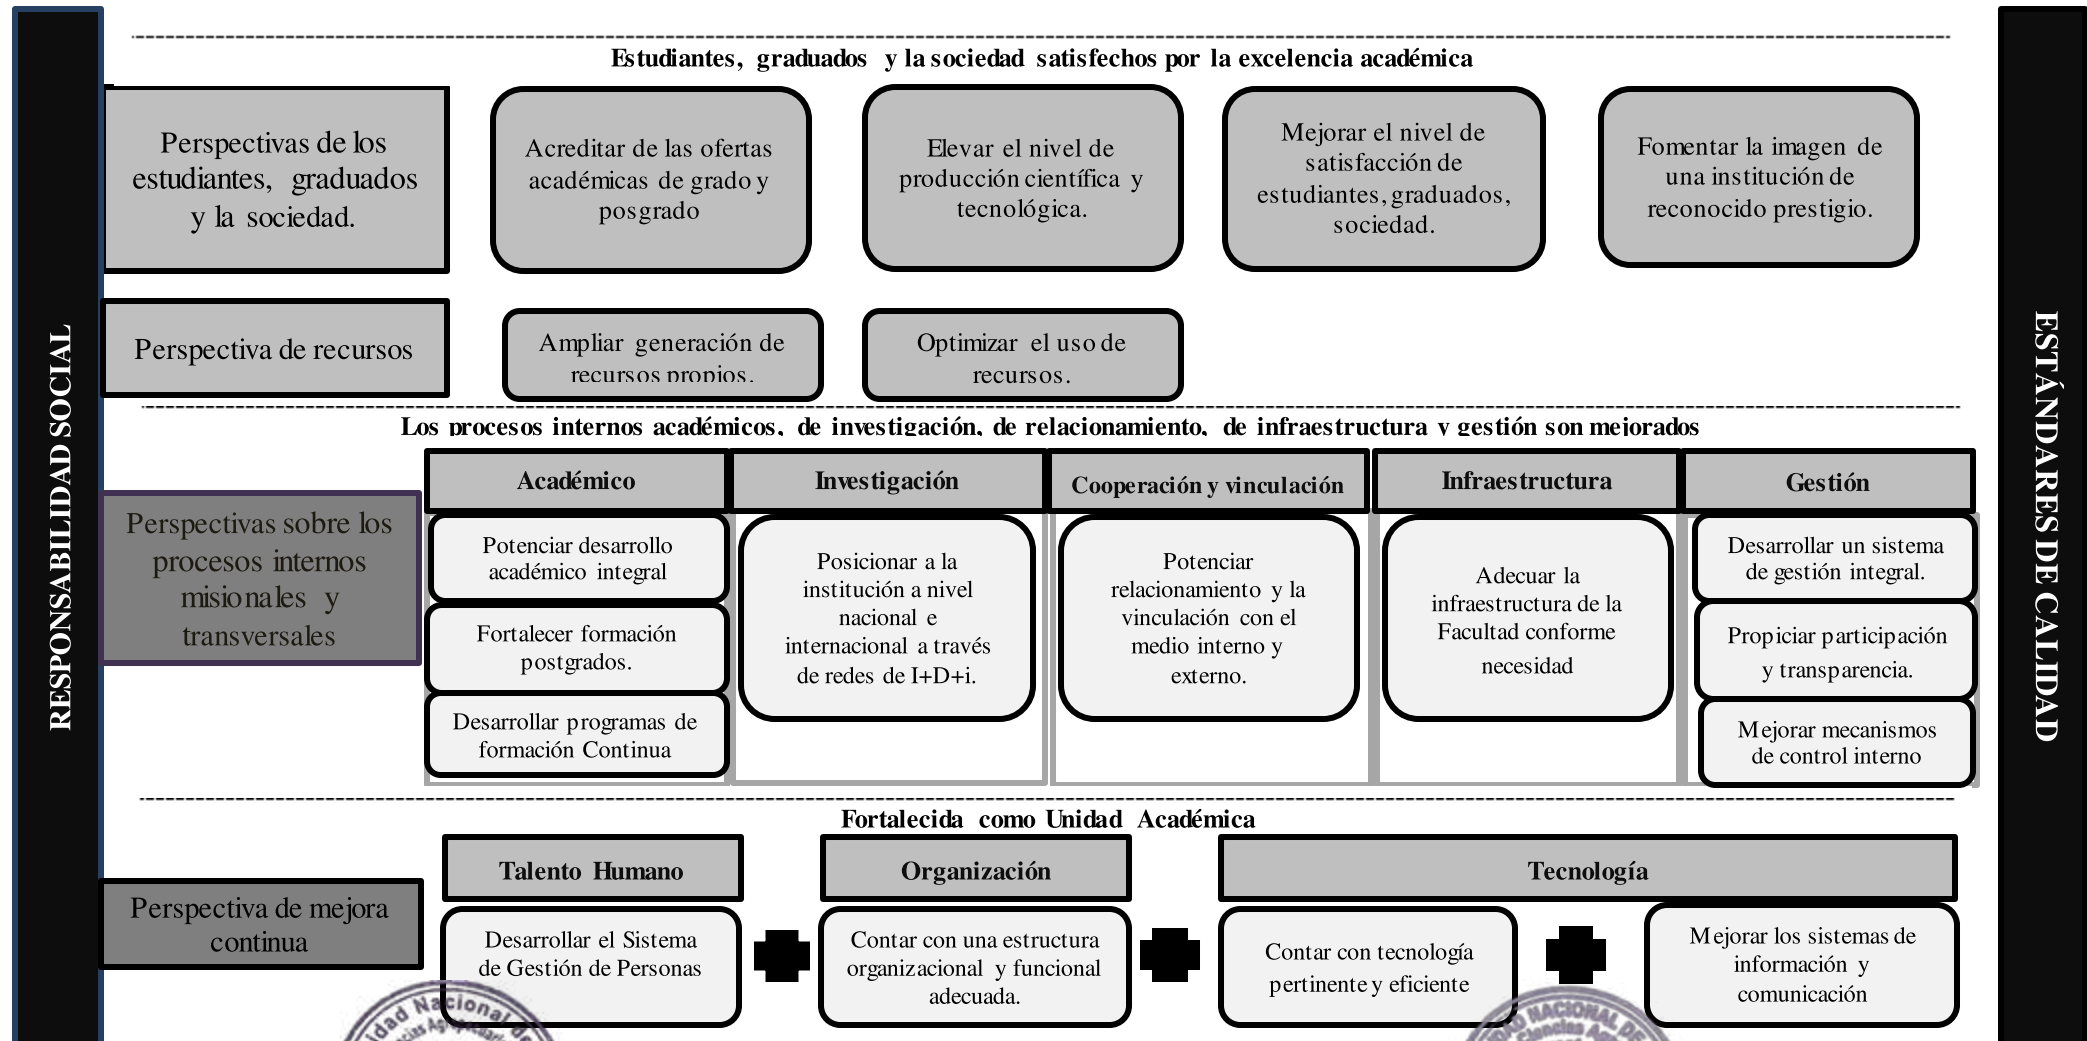 RESPONSABILIDAD SOCIAL
ESTÁNDARES DE CALIDAD
Estudiantes, graduados y la sociedad satisfechos por la excelencia académica
Perspectivas de los
estudiantes, graduados
y la sociedad.
Acreditar de las ofertas
académicas de grado y
posgrado
Elevar el nivel de
producción científica y
tecnológica.
Mejorar el nivel de
satisfacción de
estudiantes, graduados,
sociedad.
Fomentar la imagen de
una institución de
reconocido prestigio.
Perspectiva de recursos
Ampliar generación de
recursos propios.
Optimizar el uso de
recursos.
Los procesos internos académicos, de investigación, de relacionamiento, de infraestructura y gestión son mejorados
Perspectivas sobre los
procesos internos
misionales y
transversales
Académico
Potenciar desarrollo
académico integral
Fortalecer formación
postgrados.
Desarrollar programas de
formación Continua
Investigación
Posicionar a la
institución a nivel
nacional e
internacional a través
de redes de I+D+i.
Cooperación y vinculación
Potenciar
relacionamiento y la
vinculación con el
medio interno y
externo.
Infraestructura
Adecuar la
infraestructura de la
Facultad conforme
necesidad
Gestión
Desarrollar un sistema
de gestión integral.
Propiciar participación
y transparencia.
Mejorar mecanismos
de control interno
Fortalecida como Unidad Académica
Perspectiva de mejora
continua
Talento Humano
Desarrollar el Sistema
de Gestión de Personas
Organización
Contar con una estructura
organizacional y funcional
adecuada.
Tecnología
Contar con tecnología
pertinente y eficiente
Mejorar los sistemas de
información y
comunicación
Nacional de
NACIONAL DE